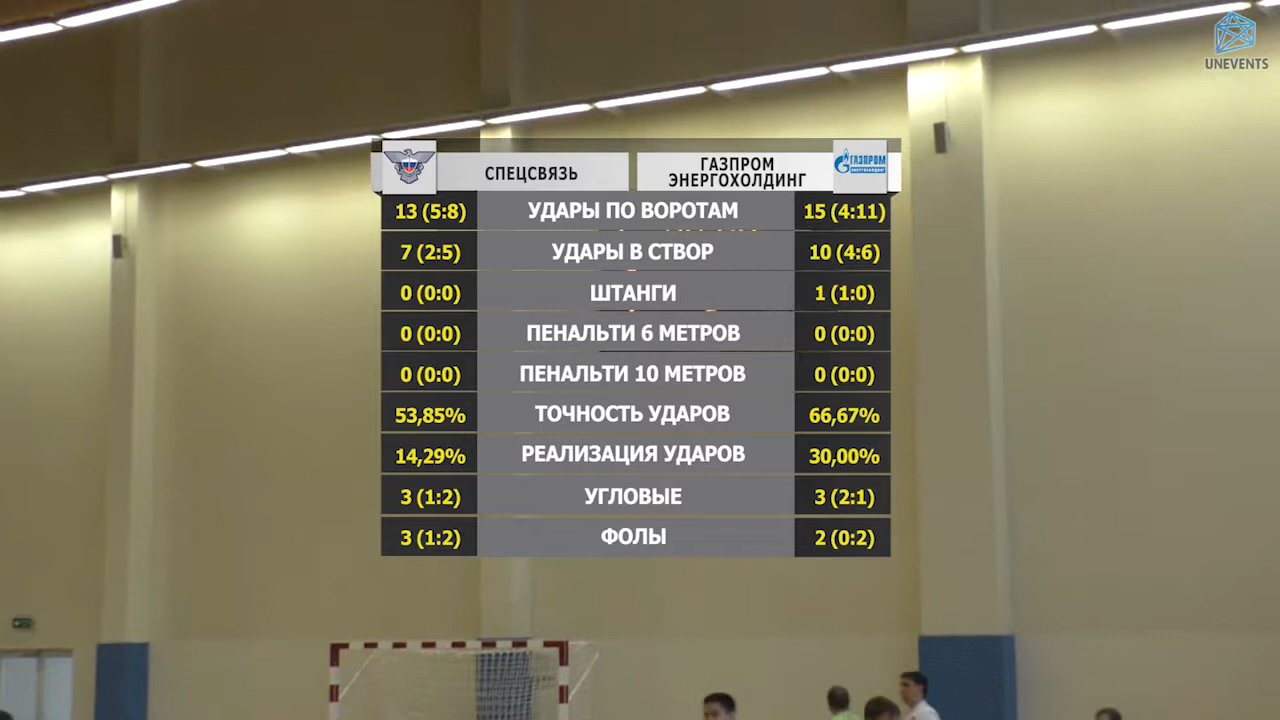 UNEVENTS
СПЕЦСВЯЗЬ
ГАЗПРОМ
ЭНЕРГОХОЛДИНГ
ГАЗПРОМ
энергохолдинг
13 (5:8) УДАРЫ ПО ВОРОТАМ 15 (4:11)
7 (2:5) УДАРЫ В СТВОР 10 (4:6)
0 (0:0) ШТАНГИ 1 (1:0)
0 (0:0) ПЕНАЛЬТИ 6 МЕТРОВ 0 (0:0)
0 (0:0) ПЕНАЛЬТИ 10 МЕТРОВ 0 (0:0)
53,85% ТОЧНОСТЬ УДАРОВ 66,67%
14,29% РЕАЛИЗАЦИЯ УДАРОВ 30,00%
3 (1:2) УГЛОВЫЕ 3 (2:1)
3 (1:2) ФОЛЫ 2 (0:2)